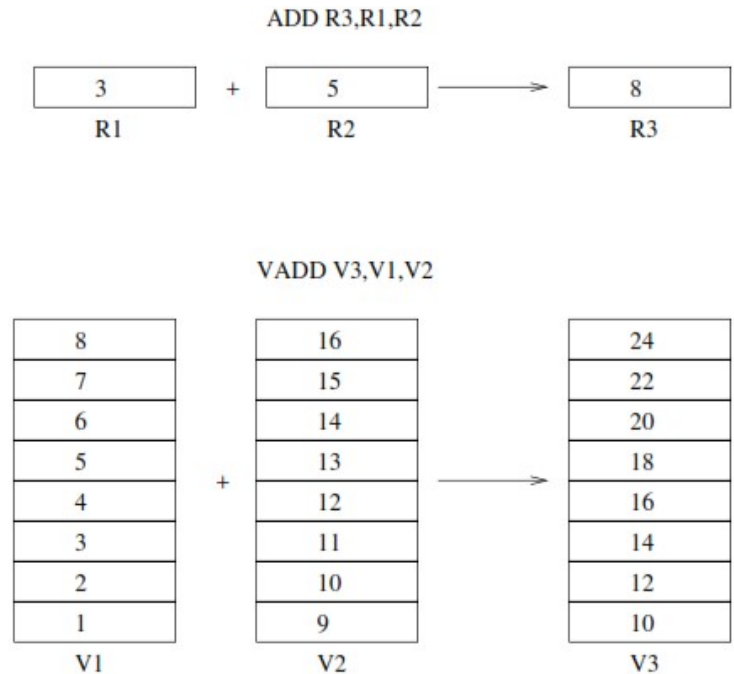 ADD R3,R1,R2
3 + 5 8
R1 R2 R3
VADD V3,V1,V2
8 16 24
7 15 22
6 14 20
5 13 18
+
4 12 16
3 11 14
2 10 12
1 9 10
V1 V2 V3